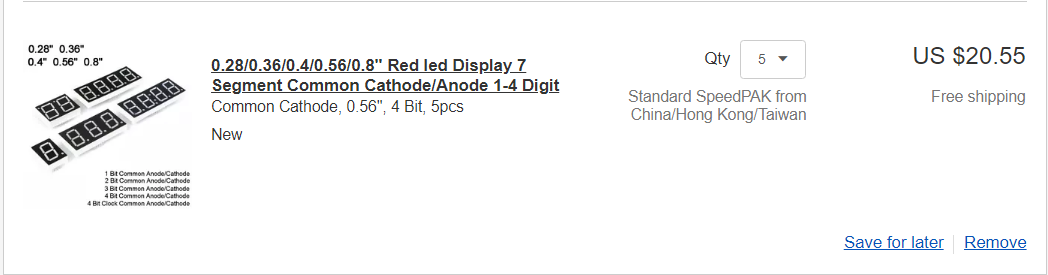 0.28" 0.36"
0.4" 0.56" 0.8"
1 Bit Common Anode/Cathode
2 Bit Common Anode/Cathode
3 Bit Common Anode/Cathode
4 Bit Common Anode/Cathode
4 Bit Clock Common Anode/Cathode
0.28/0.36/0.4/0.56/0.8" Red led Display 7
Segment Common Cathode/Anode 1-4 Digit
Common Cathode, 0.56", 4 Bit, 5pcs
New
Qty 5
Standard SpeedPAK from
China/Hong Kong/Taiwan
US $20.55
Free shipping
Save for later Remove